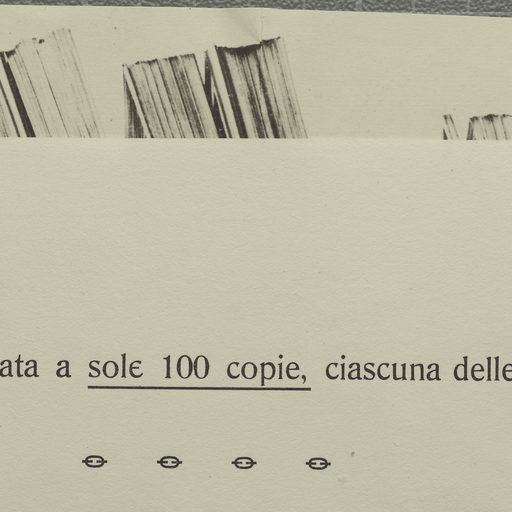 ata a sole 100 copie, ciascuna delle